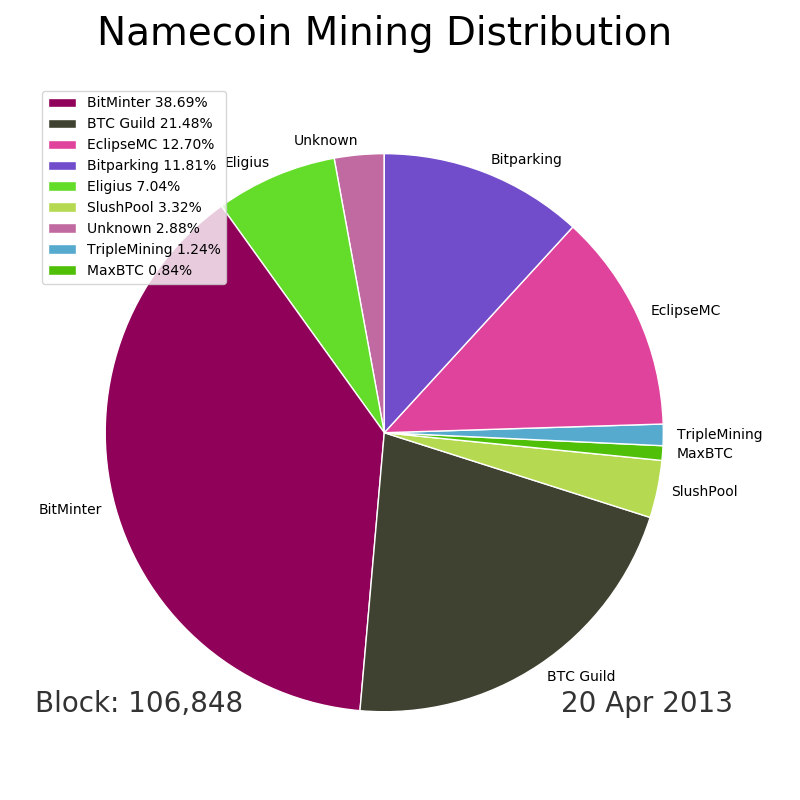 Namecoin Mining Distribution
BitMinter 38.69%
BTC Guild 21.48%
EclipseMC 12.70%
Bitparking 11.81%
Eligius 7.04%
SlushPool 3.32%
Unknown 2.88%
TripleMining 1.24%
MaxBTC 0.84%
Unknown
Eligius
Bitparking
EclipseMC
TripleMining
MaxBTC
SlushPool
BitMinter
BTC Guild
Block: 106,848
20 Apr 2013